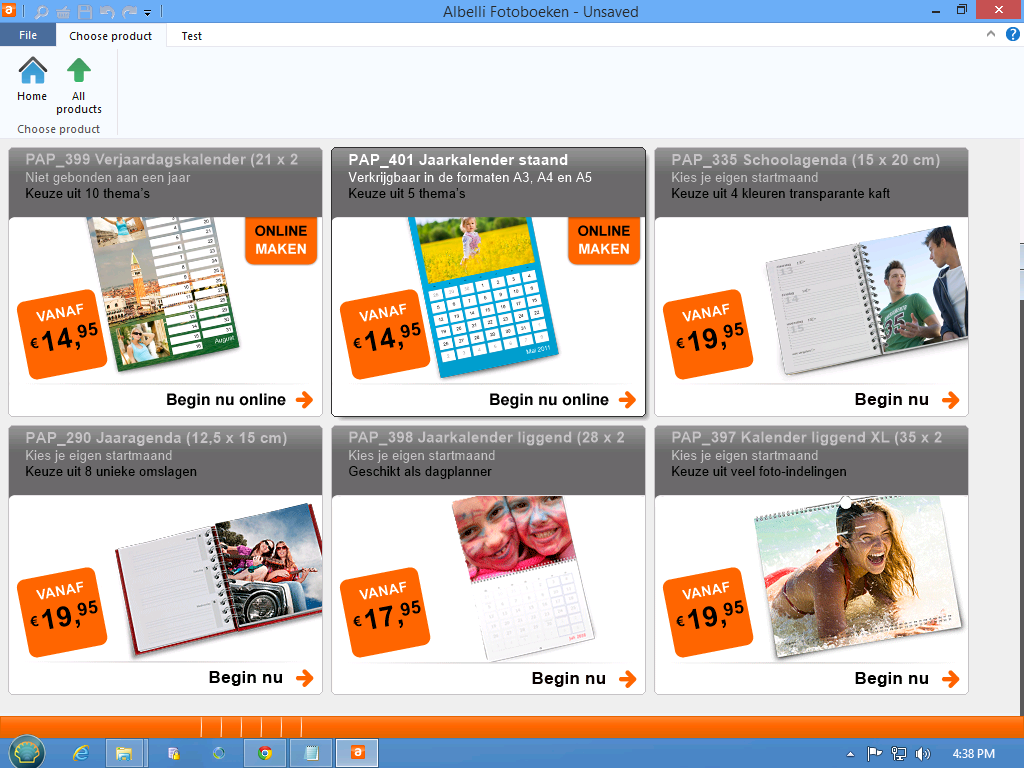 Albelli Fotoboeken - Unsaved
File
Choose product
Test
Home
All
products
Choose product
PAP_399 Verjaardagskalender (21 x 2
Niet gebonden aan een jaar
Keuze uit 10 thema's
ONLINE
MAKEN
VANAF
€14,95
August
Begin nu online
PAP_401 Jaarkalender staand
Verkrijgbaar in de formaten A3, A4 en A5
Keuze uit 5 thema's
ONLINE
MAKEN
VANAF
€14,95
Mai 2011
Begin nu online
PAP_335 Schoolagenda (15 x 20 cm)
Kies je eigen startmaand
Keuze uit 4 kleuren transparante kaft
13
14
15
35
VANAF
€19,95
Begin nu
PAP_290 Jaaragenda (12,5 x 15 cm)
Kies je eigen startmaand
Keuze uit 8 unieke omslagen
VANAF
€19,95
Begin nu
PAP_398 Jaarkalender liggend (28 x 2
Kies je eigen startmaand
Geschikt als dagplanner
VANAF
€17,95
Begin nu
PAP_397 Kalender liggend XL (35 x 2
Kies je eigen startmaand
Keuze uit veel foto-indelingen
VANAF
€19,95
Begin nu
4:38 PM